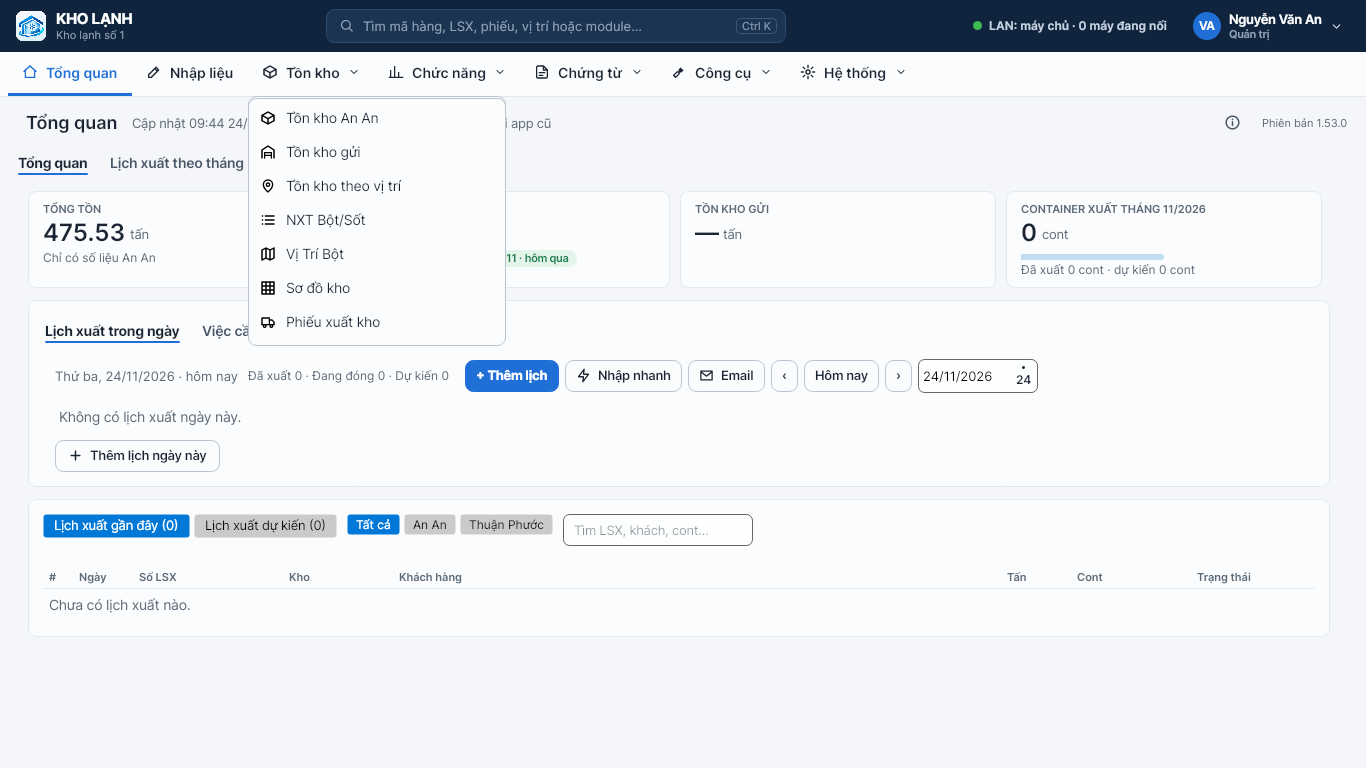 KHO LẠNH
Kho lạnh số 1
Tìm mã hàng, LSX, phiếu, vị trí hoặc module...
Ctrl K
LAN: máy chủ · 0 máy đang nối
VA
Nguyễn Văn An
Quản trị
Tổng quan
Nhập liệu
Tồn kho
Chức năng
Chứng từ
Công cụ
Hệ thống
Tổng quan
Cập nhật 09:44 24/
app cũ
Phiên bản 1.53.0
Tồn kho An An
Tồn kho gửi
Tồn kho theo vị trí
NXT Bột/Sốt
Vị Trí Bột
Sơ đồ kho
Phiếu xuất kho
Tổng quan
Lịch xuất theo tháng
TỔNG TỒN
475.53 tấn
Chỉ có số liệu An An
11 · hôm qua
TỒN KHO GỬI
— tấn
CONTAINER XUẤT THÁNG 11/2026
0 cont
Đã xuất 0 cont · dự kiến 0 cont
Lịch xuất trong ngày
Việc
Thứ ba, 24/11/2026 · hôm nay
Đã xuất 0 · Đang đóng 0 · Dự kiến 0
+ Thêm lịch
Nhập nhanh
Email
‹
Hôm nay
›
24/11/2026
24
Không có lịch xuất ngày này.
Thêm lịch ngày này
Lịch xuất gần đây (0)
Lịch xuất dự kiến (0)
Tất cả
An An
Thuận Phước
Tìm LSX, khách, cont...
# Ngày Số LSX Kho Khách hàng Tấn Cont Trạng thái
Chưa có lịch xuất nào.